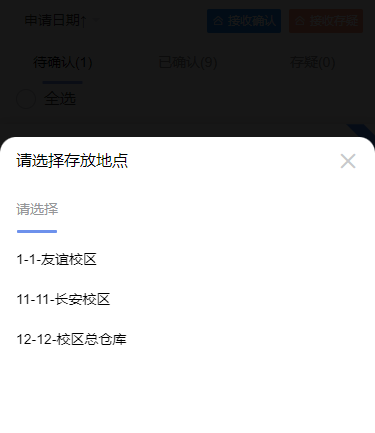 申请日期↑
接收确认
接收存疑
待确认(1)
已确认(9)
存疑(0)
全选
请选择存放地点
请选择
1-1-友谊校区
11-11-长安校区
12-12-校区总仓库